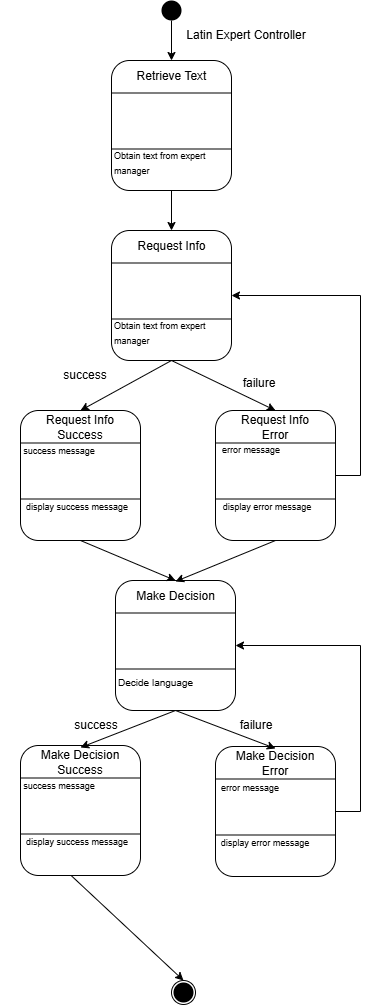 Latin Expert Controller
Retrieve Text
Obtain text from expert
manager
Request Info
Obtain text from expert
manager
success
failure
Request Info
Success
success message
display success message
Request Info
Error
error message
display error message
Make Decision
Decide language
success
failure
Make Decision
Success
success message
display success message
Make Decision
Error
error message
display error message